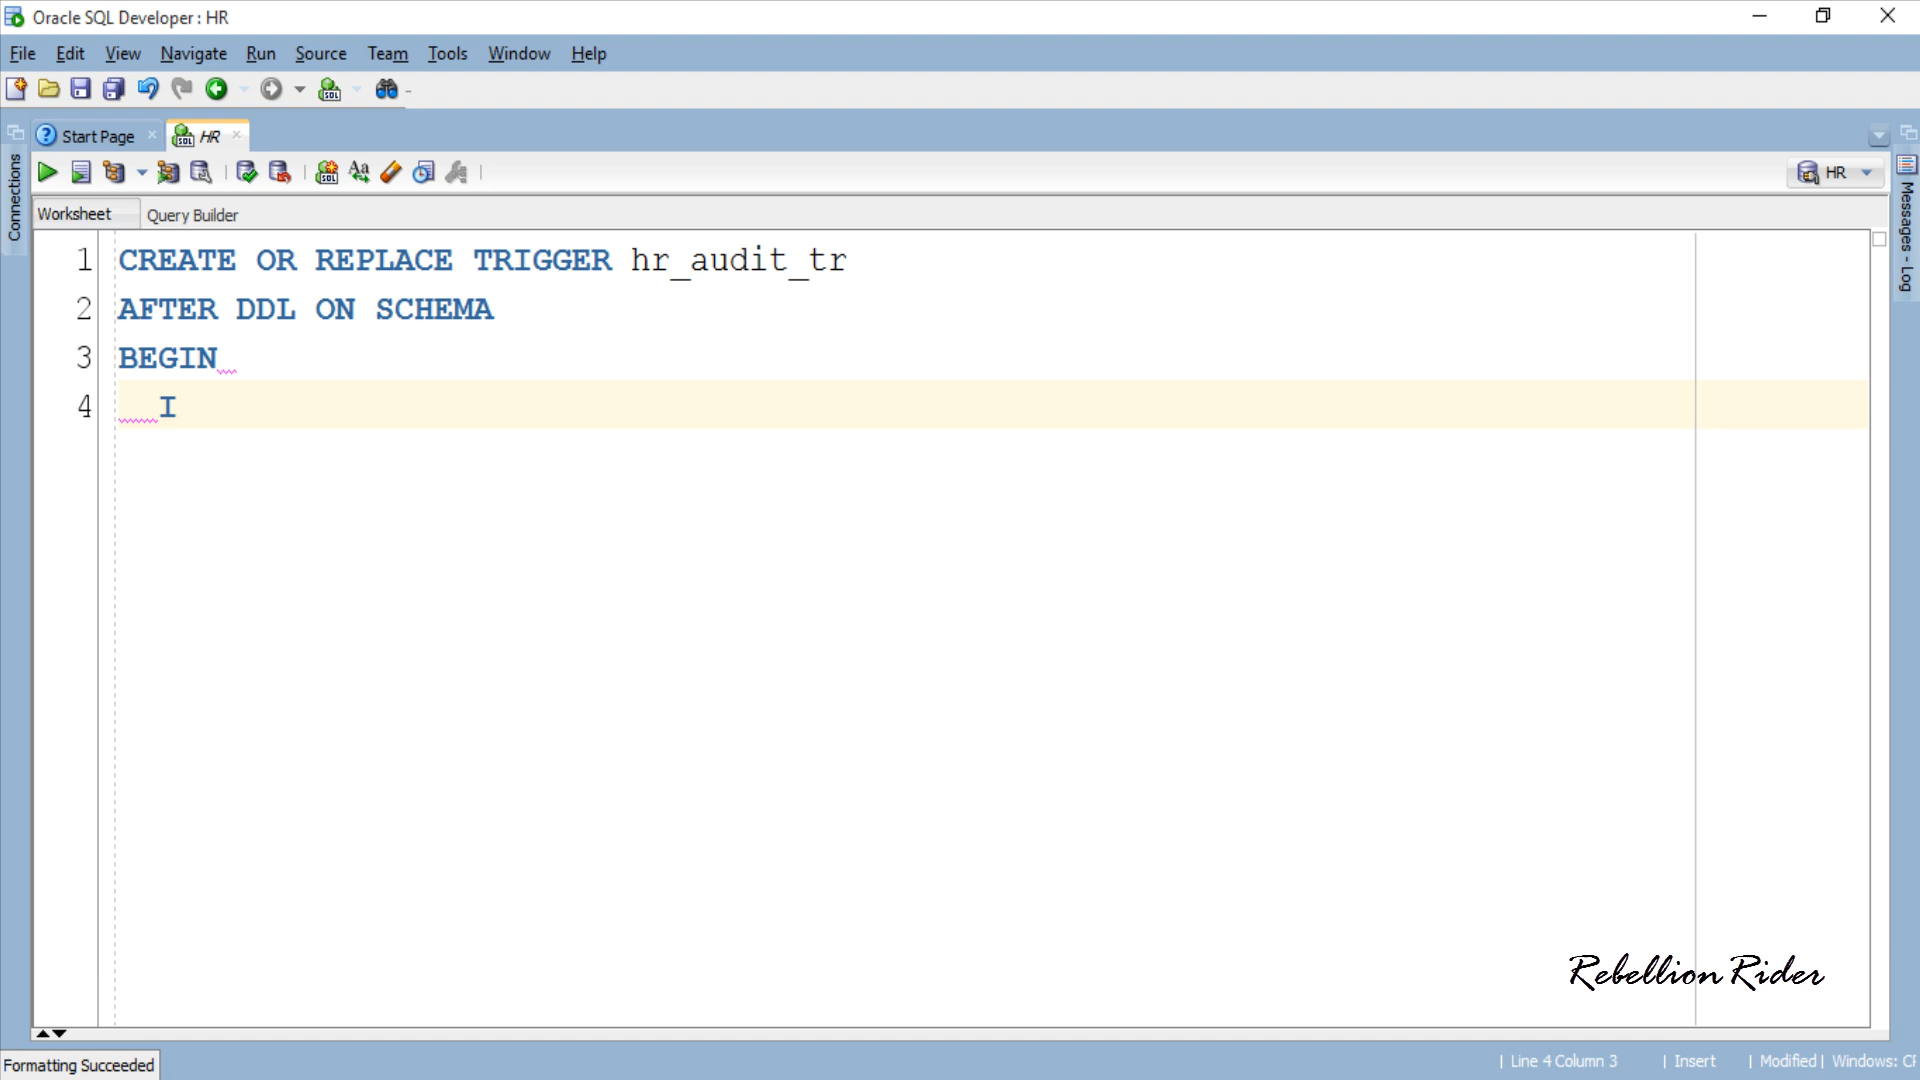 Oracle SQL Developer : HR
File Edit View Navigate Run Source Team Tools Window Help
Start Page HR
Connections
HR
Messages - Log
Worksheet Query Builder
1 CREATE OR REPLACE TRIGGER hr_audit_tr
2 AFTER DDL ON SCHEMA
3 BEGIN
4
Rebellion Rider
Formatting Succeeded
| Line 4 Column 3 | Insert | Modified | Windows: CF